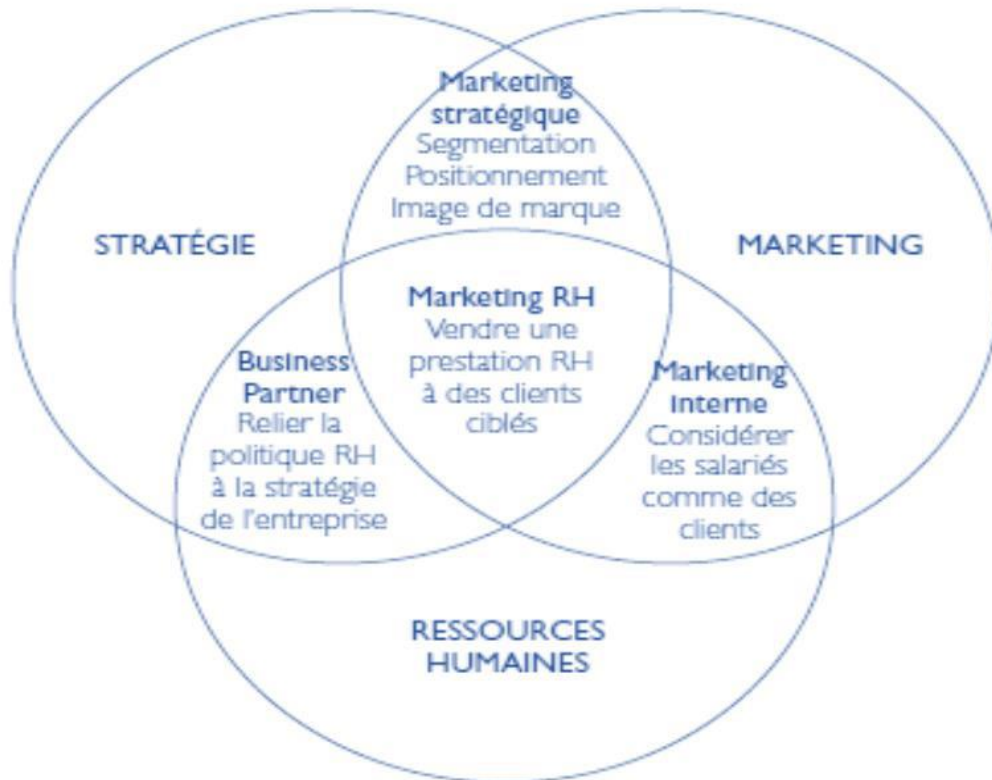 Marketing
stratégique
Segmentation
Positionnement
Image de marque
STRATÉGIE
MARKETING
Marketing RH
Vendre une
prestation RH
à des clients
ciblés
Business
Partner
Relier la
politique RH
à la stratégie
de l'entreprise
Marketing
interne
Considérer
les salariés
comme des
clients
RESSOURCES
HUMAINES